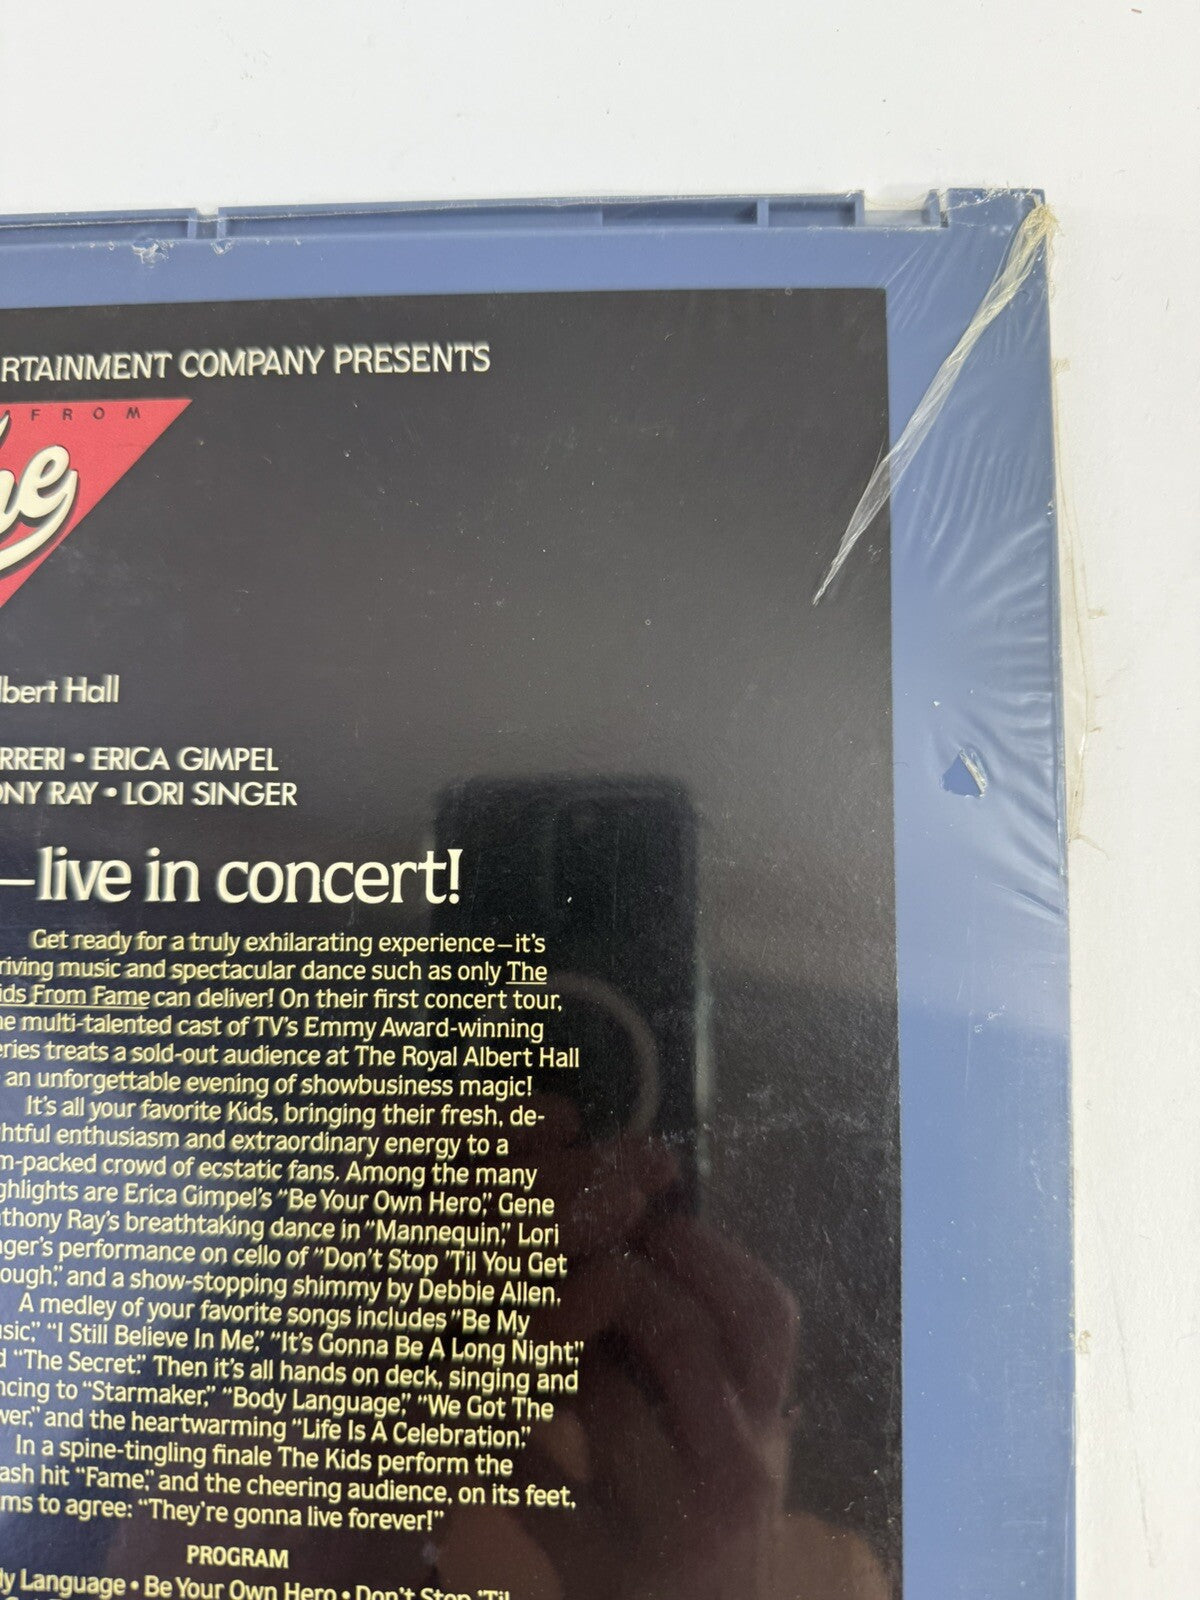 RTAINMENT COMPANY PRESENTS
FROM
me
lbert Hall
RRERI • ERICA GIMPEL
ONY RAY • LORI SINGER
—live in concert!
Get ready for a truly exhilarating experience—it's
riving music and spectacular dance such as only The
ids From Fame can deliver! On their first concert tour,
he multi-talented cast of TV's Emmy Award-winning
eries treats a sold-out audience at The Royal Albert Hall
an unforgettable evening of showbusiness magic!
It's all your favorite Kids, bringing their fresh, de-
htful enthusiasm and extraordinary energy to a
m-packed crowd of ecstatic fans. Among the many
ghlights are Erica Gimpel's "Be Your Own Hero," Gene
nthony Ray's breathtaking dance in "Mannequin," Lori
nger's performance on cello of "Don't Stop 'Til You Get
ough," and a show-stopping shimmy by Debbie Allen.
A medley of your favorite songs includes "Be My
usic," "I Still Believe In Me," "It's Gonna Be A Long Night,"
d "The Secret." Then it's all hands on deck, singing and
ncing to "Starmaker," "Body Language," "We Got The
wer," and the heartwarming "Life Is A Celebration."
In a spine-tingling finale The Kids perform the
ash hit "Fame," and the cheering audience, on its feet,
ms to agree: "They're gonna live forever!"
PROGRAM
dy Language • Be Your Own Hero • Don't Stop 'Til